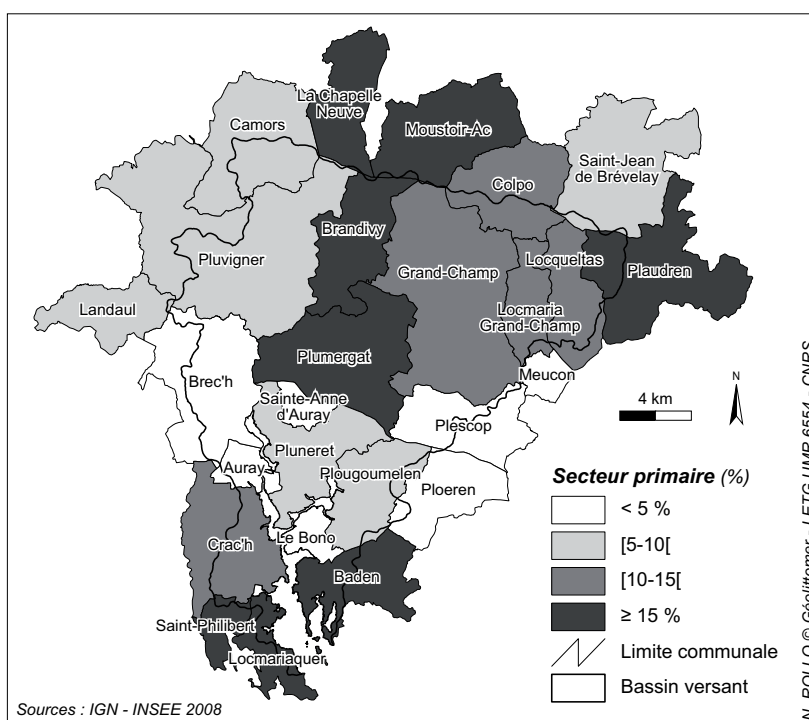 La Chapelle
Neuve
Camors
Moustoir-Ac
Saint-Jean
de Brévelay
Colpo
Brandivy
Pluvigner
Grand-Champ
Locqueltas
Plaudren
Landaul
Locmaria
Grand-Champ
Plumergat
Meucon
Brec'h
Sainte-Anne
d'Auray
Plescop
Pluneret
Auray
Plougoumelen
Ploeren
Le Bono
Crac'h
Baden
Saint-Philibert
Locmariaquer
4 km
N
Secteur primaire (%)
< 5 %
[5-10[
[10-15[
≥ 15 %
Limite communale
Bassin versant
Sources : IGN - INSEE 2008
N. ROLLO © Géolittomer - LETG UMR 6554 - CNRS